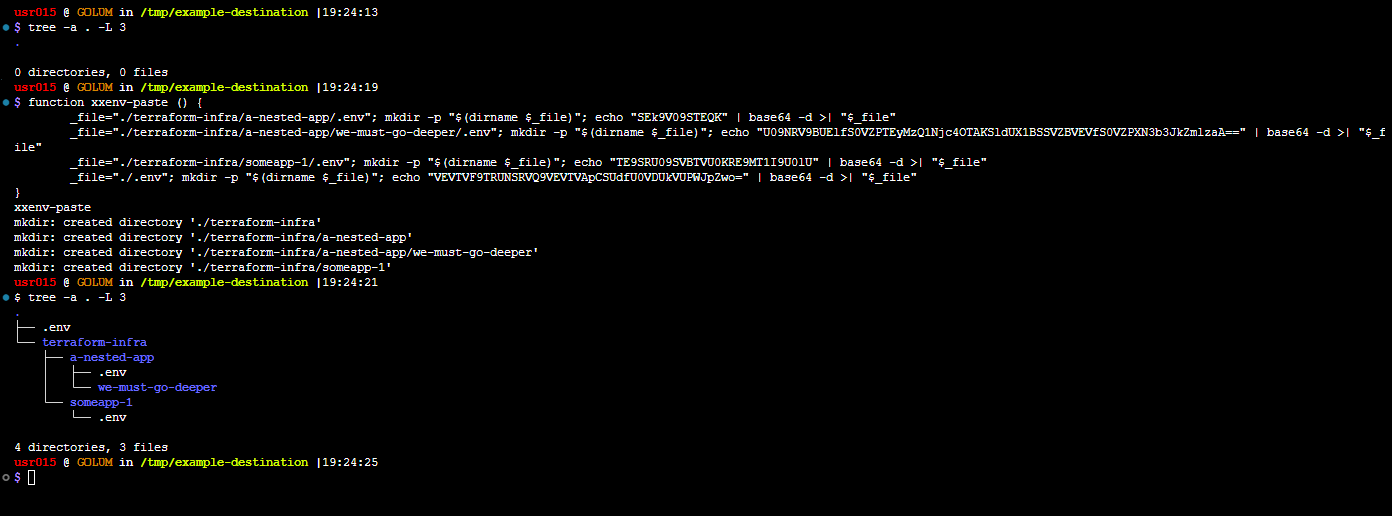 usr015 @ GOLUM in /tmp/example-destination |19:24:13
$ tree -a . -L 3
.
0 directories, 0 files
usr015 @ GOLUM in /tmp/example-destination |19:24:19
$ function xxenv-paste () {
        _file="./terraform-infra/a-nested-app/.env"; mkdir -p "$(dirname $_file)"; echo "SEk9V09STEQK" | base64 -d >| "$_file"
        _file="./terraform-infra/a-nested-app/we-must-go-deeper/.env"; mkdir -p "$(dirname $_file)"; echo "U09NRV9BUElfS0VZPTEyMzQ1Njc4OTAKSldUX1BSSVZBVEVfS0VZPXN3b3JkZmlzaA==" | base64 -d >| "$_f
ile"
        _file="./terraform-infra/someapp-1/.env"; mkdir -p "$(dirname $_file)"; echo "TE9SRU09SVBTVU0KRE9MT1I9U0lU" | base64 -d >| "$_file"
        _file="./.env"; mkdir -p "$(dirname $_file)"; echo "VEVTVF9TRUNSRVQ9VEVTVApCSUdfU0VDUkVUPWJpZwo=" | base64 -d >| "$_file"
}
xxenv-paste
mkdir: created directory './terraform-infra'
mkdir: created directory './terraform-infra/a-nested-app'
mkdir: created directory './terraform-infra/a-nested-app/we-must-go-deeper'
mkdir: created directory './terraform-infra/someapp-1'
usr015 @ GOLUM in /tmp/example-destination |19:24:21
$ tree -a . -L 3
.
├── .env
└── terraform-infra
    ├── a-nested-app
    │   ├── .env
    │   └── we-must-go-deeper
    └── someapp-1
        └── .env
4 directories, 3 files
usr015 @ GOLUM in /tmp/example-destination |19:24:25
$